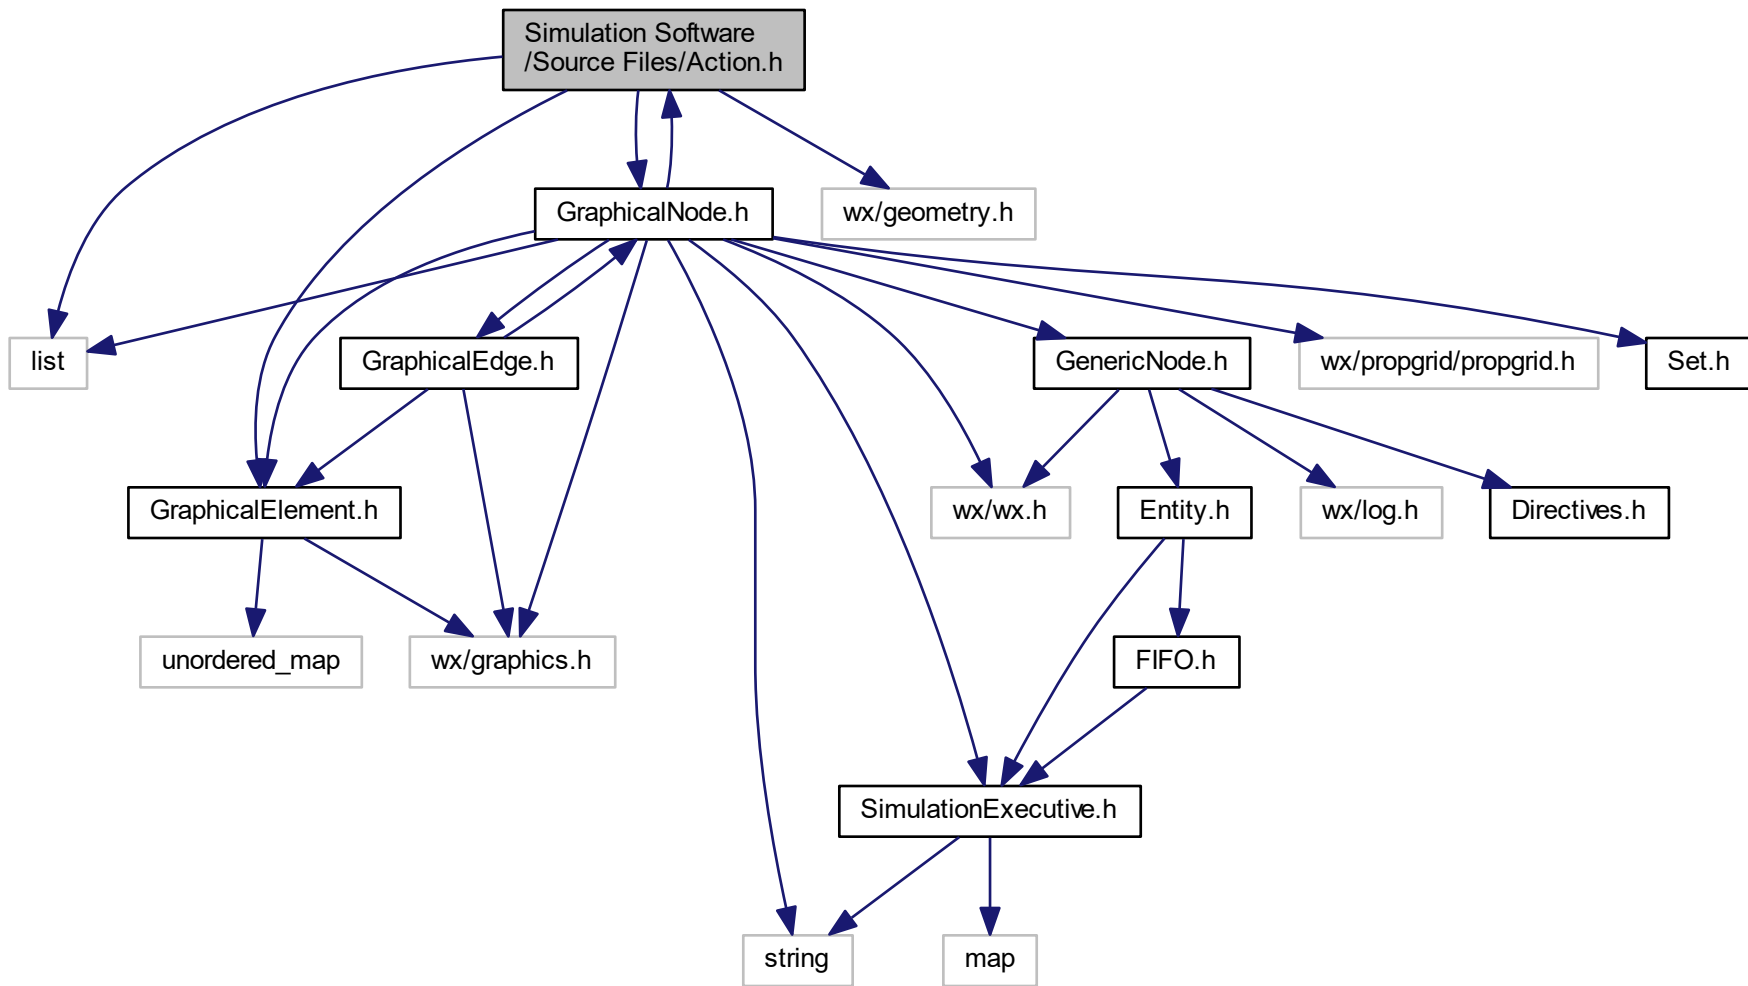 Simulation Software
/Source Files/Action.h
GraphicalNode.h
wx/geometry.h
list
GraphicalEdge.h
GenericNode.h
wx/propgrid/propgrid.h
Set.h
GraphicalElement.h
wx/wx.h
Entity.h
wx/log.h
Directives.h
unordered_map
wx/graphics.h
FIFO.h
SimulationExecutive.h
string
map